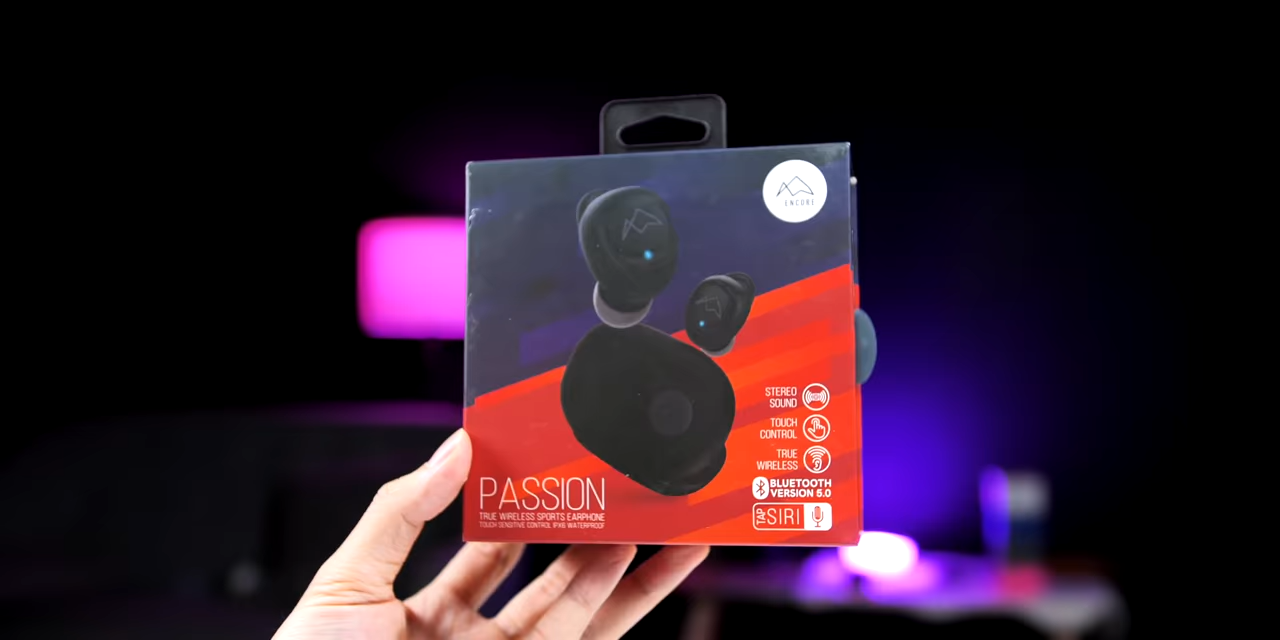 ENCORE
STEREO
SOUND
TOUCH
CONTROL
TRUE
WIRELESS
BLUETOOTH
VERSION 5.0
TAP SIRI
PASSION
TRUE WIRELESS SPORTS EARPHONE
TOUCH SENSITIVE CONTROL IPX6 WATERPROOF